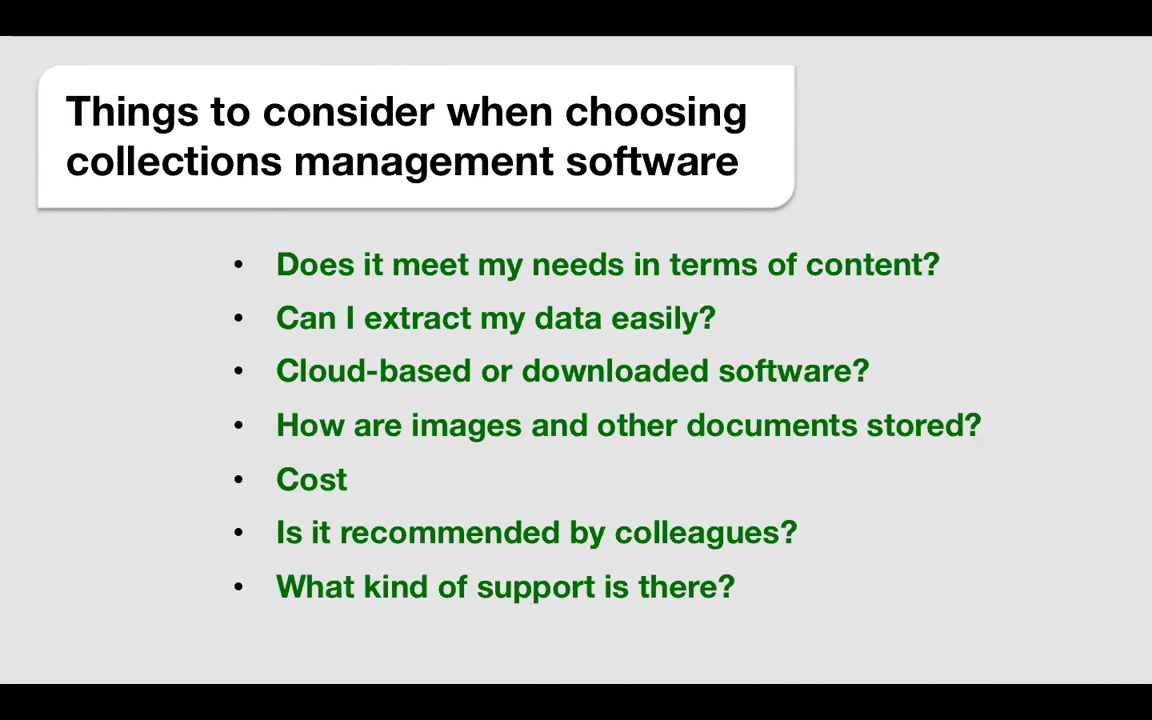 Things to consider when choosing
collections management software
• Does it meet my needs in terms of content?
• Can I extract my data easily?
• Cloud-based or downloaded software?
• How are images and other documents stored?
• Cost
• Is it recommended by colleagues?
• What kind of support is there?